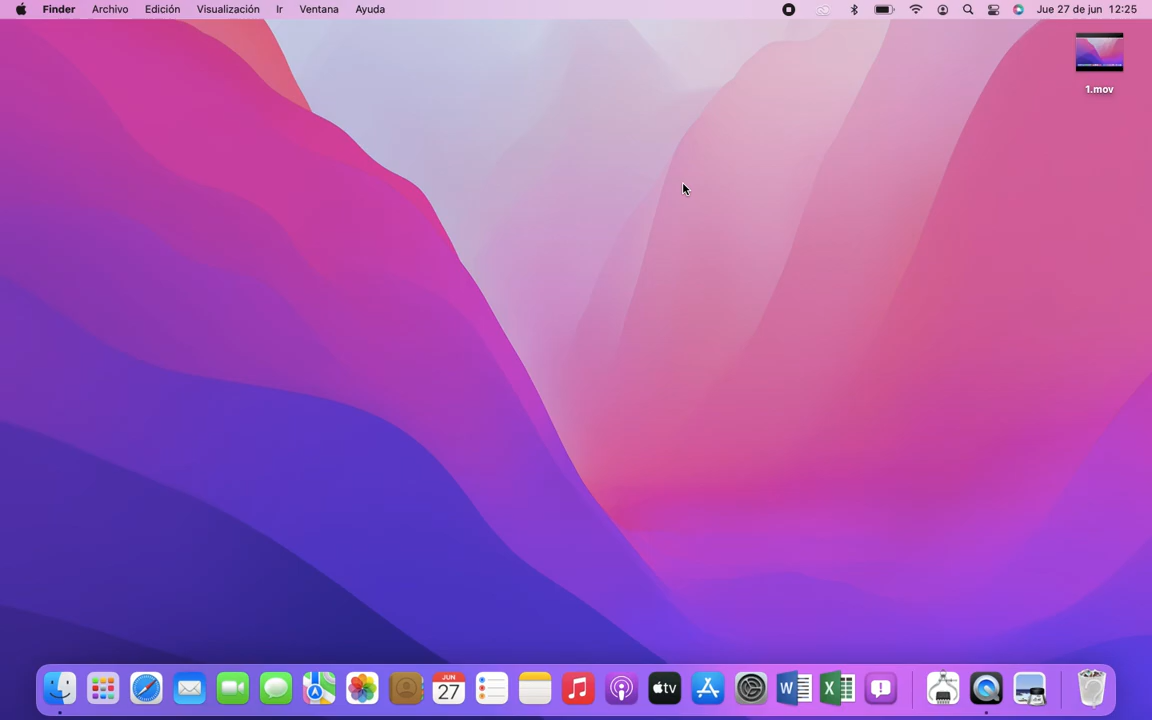 Finder Archivo Edición Visualización Ir Ventana Ayuda Jue 27 de jun 12:25
1.mov
JUN
27
tv
W
X